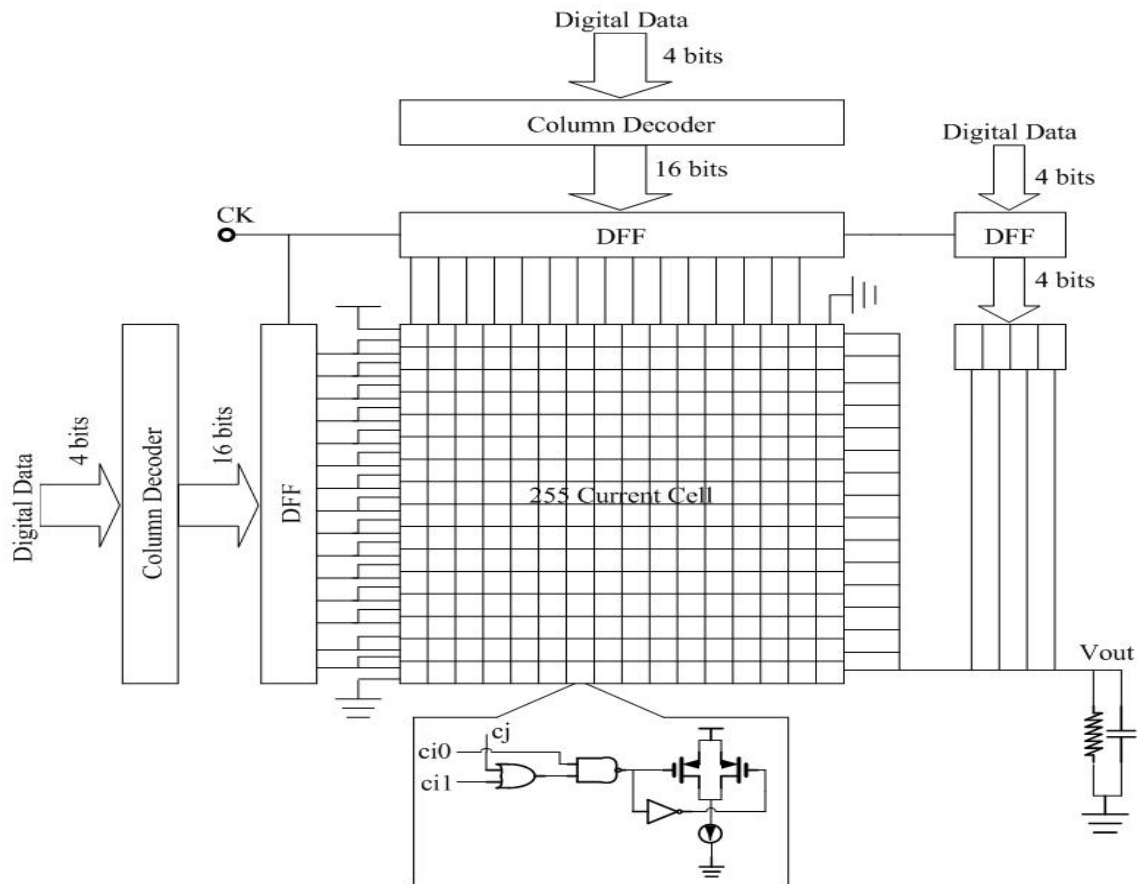 Digital Data
4 bits
Column Decoder
16 bits
Digital Data
4 bits
CK
DFF
DFF
4 bits
Digital Data
4 bits
Column Decoder
16 bits
DFF
255 Current Cell
Vout
cj
ci0
ci1